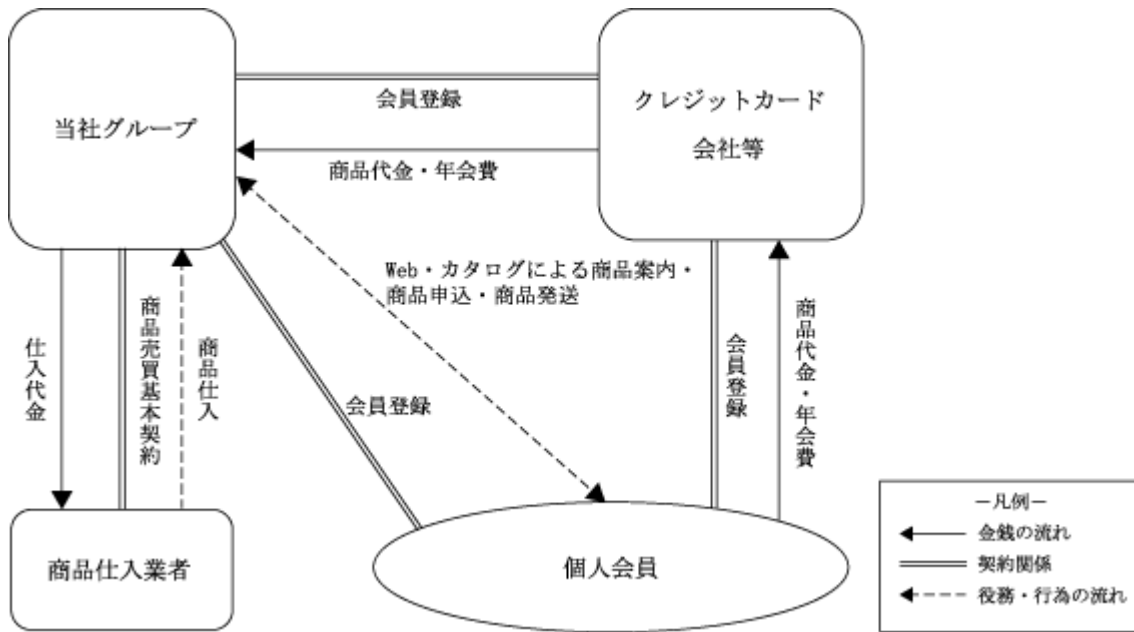 当社グループ
会員登録
クレジットカード
会社等
商品代金・年会費
Web・カタログによる商品案内・
商品申込・商品発送
仕入代金
商品売買基本契約
商品仕入
会員登録
会員登録
商品代金・年会費
商品仕入業者
個人会員
－凡例－
金銭の流れ
契約関係
役務・行為の流れ